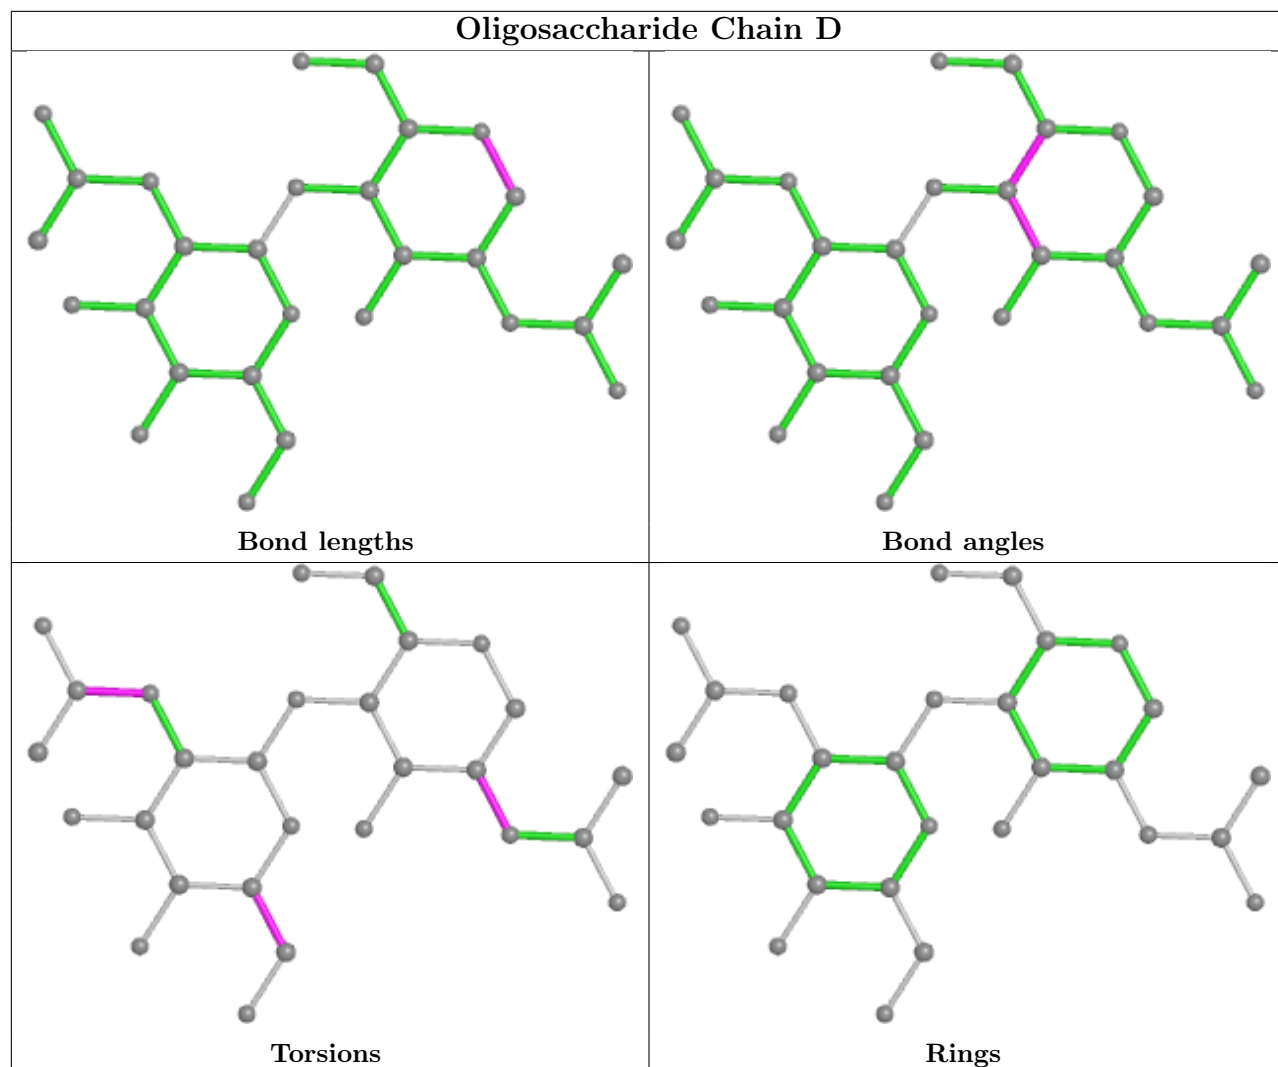 Oligosaccharide Chain D
Bond lengths
Bond angles
Torsions
Rings